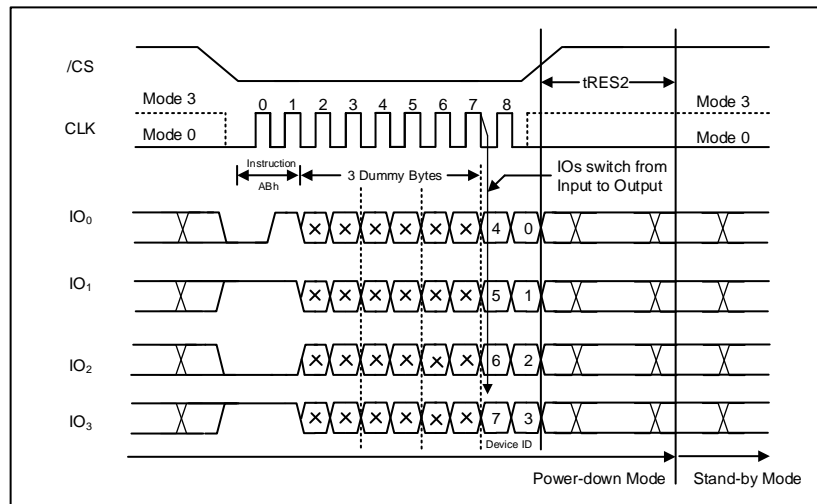 /CS
tRES2
Mode 3
0 1 2 3 4 5 6 7 8
Mode 3
CLK
Mode 0
Mode 0
Instruction
ABh
3 Dummy Bytes
IOs switch from
Input to Output
IO0
4 0
IO1
5 1
IO2
6 2
IO3
7 3
Device ID
Power-down Mode
Stand-by Mode